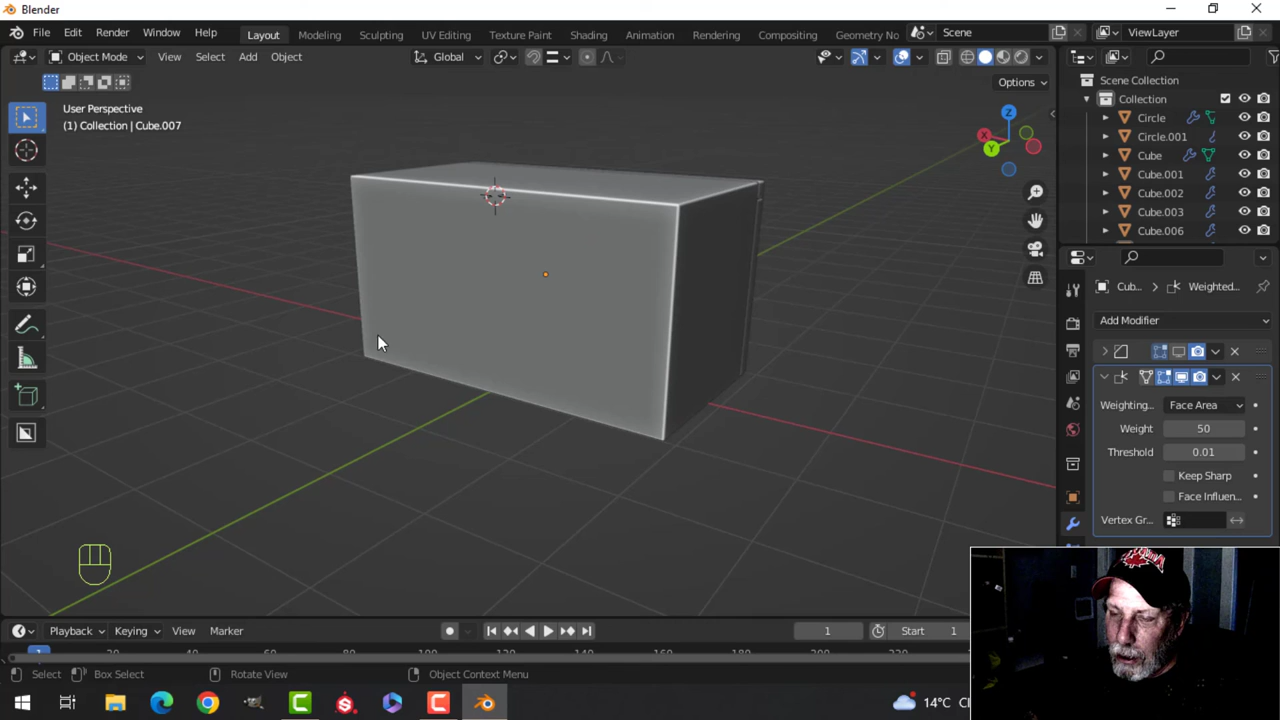 Blender
File Edit Render Window Help
Layout Modeling Sculpting UV Editing Texture Paint Shading Animation Rendering Compositing Geometry No
Scene
ViewLayer
Object Mode
View Select Add Object
Global
Options
User Perspective
(1) Collection | Cube.007
X
Y
Z
Scene Collection
Collection
Circle
Circle.001
Cube
Cube.001
Cube.002
Cube.003
Cube.006
Cub... > Weighted...
Add Modifier
Weighting... Face Area
Weight 50
Threshold 0.01
Keep Sharp
Face Influen...
Vertex Gr...
Playback Keying View Marker
1
Start 1
1 20 40 60 80 100 120 140 160 180 200 220
Select Box Select Rotate View Object Context Menu
14°C